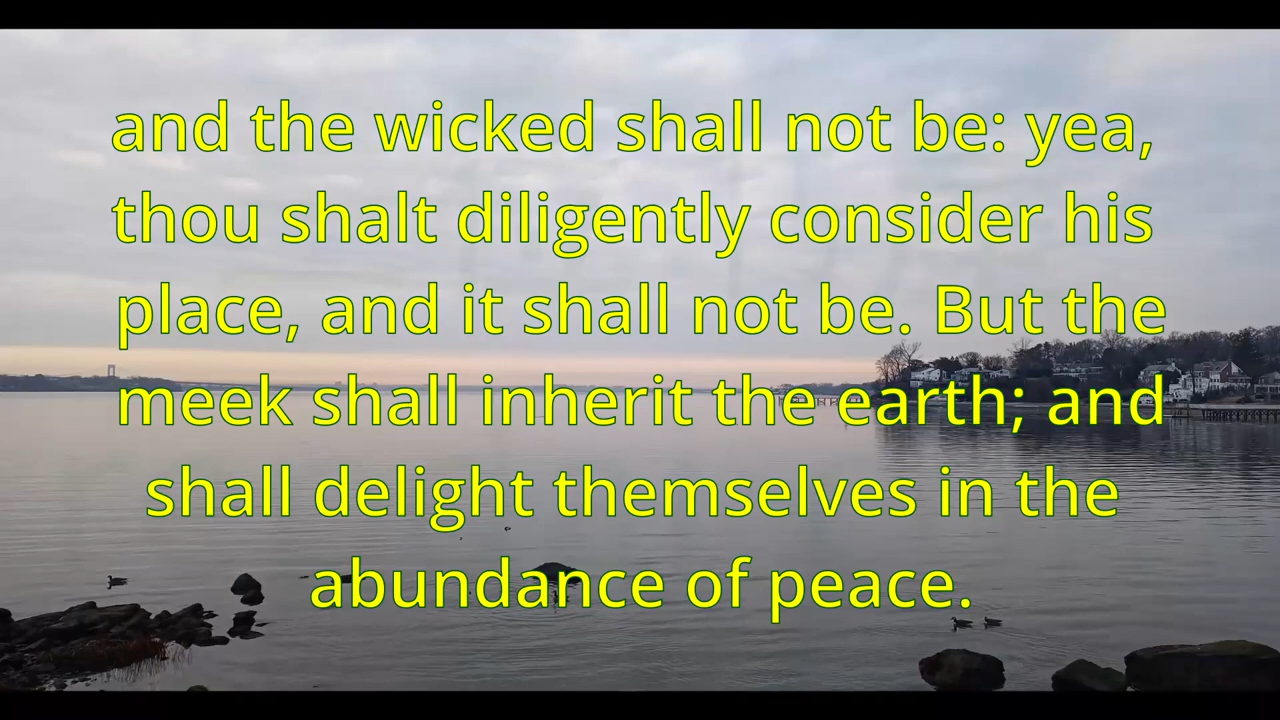 and the wicked shall not be: yea,
thou shalt diligently consider his
place, and it shall not be. But the
meek shall inherit the earth; and
shall delight themselves in the
abundance of peace.